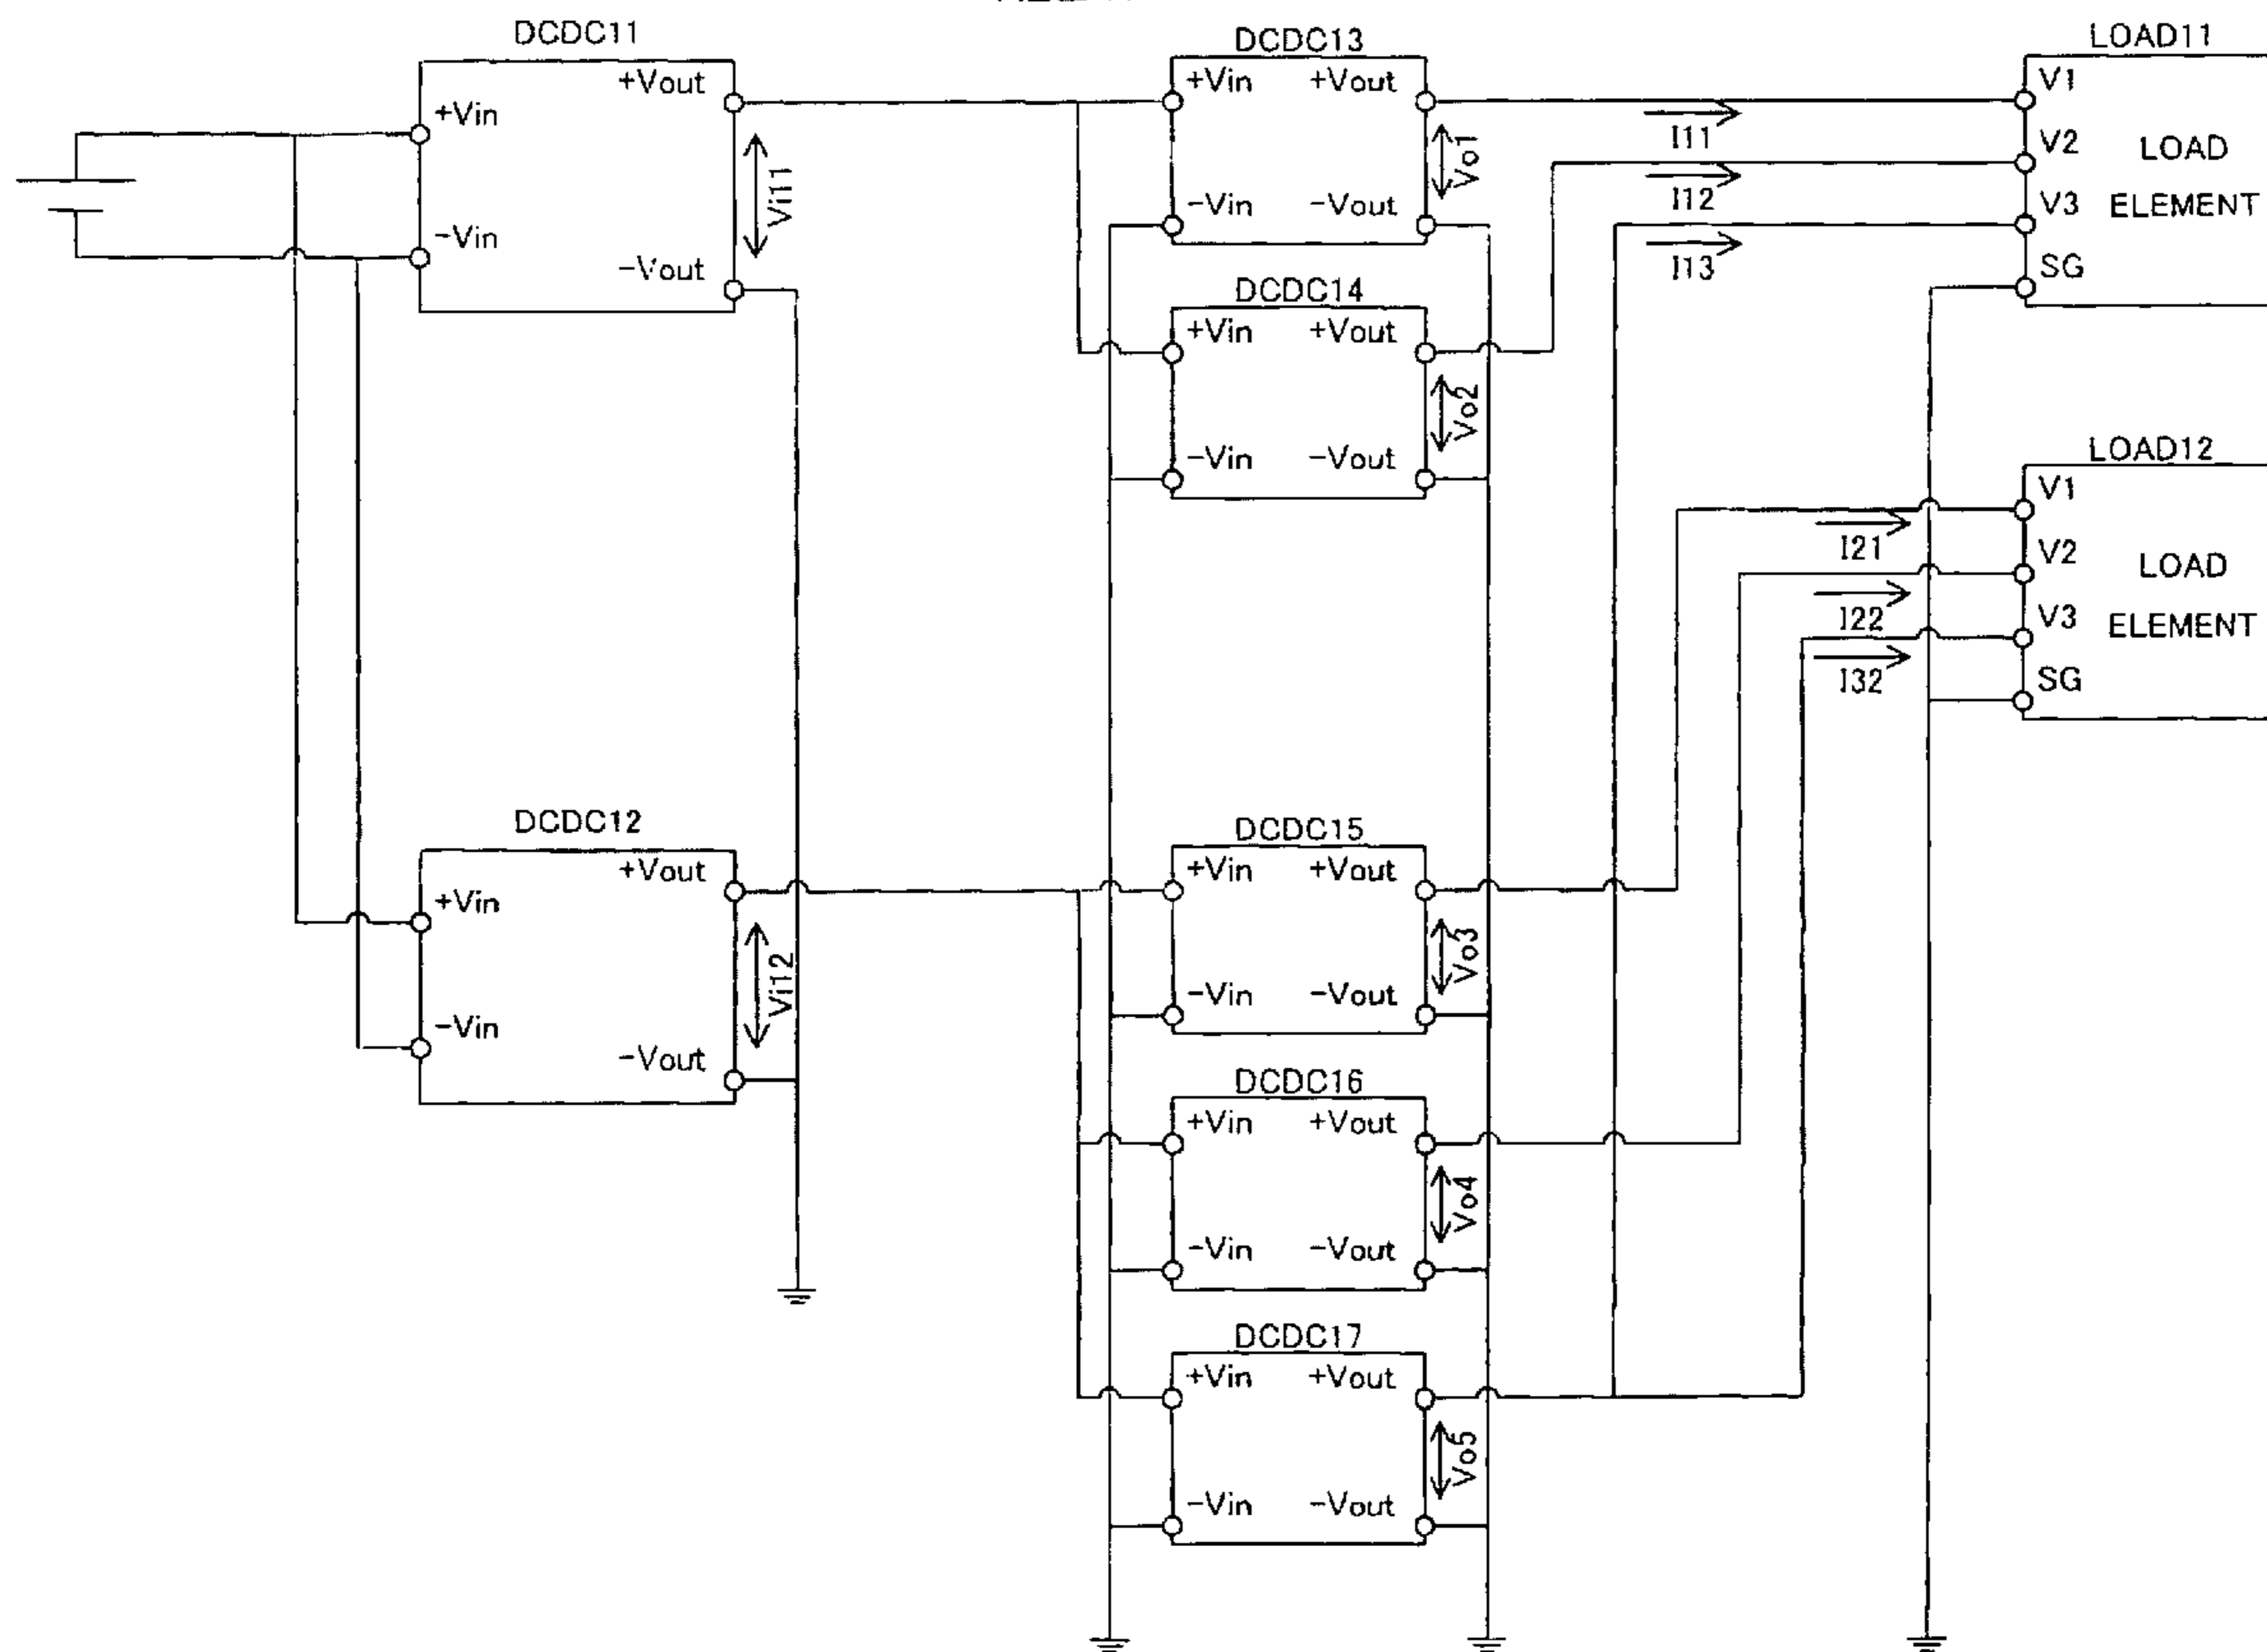 DCDC11
+Vin
-Vin
+Vout
-Vout
Vi11
DCDC12
+Vin
-Vin
+Vout
-Vout
Vi12
DCDC13
+Vin +Vout
-Vin -Vout
Vo1
DCDC14
+Vin +Vout
-Vin -Vout
Vo2
DCDC15
+Vin +Vout
-Vin -Vout
Vo3
DCDC16
+Vin +Vout
-Vin -Vout
Vo4
DCDC17
+Vin +Vout
-Vin -Vout
Vo5
I11
I12
I13
LOAD11
V1
V2
V3
SG
LOAD
ELEMENT
I21
I22
I32
LOAD12
V1
V2
V3
SG
LOAD
ELEMENT